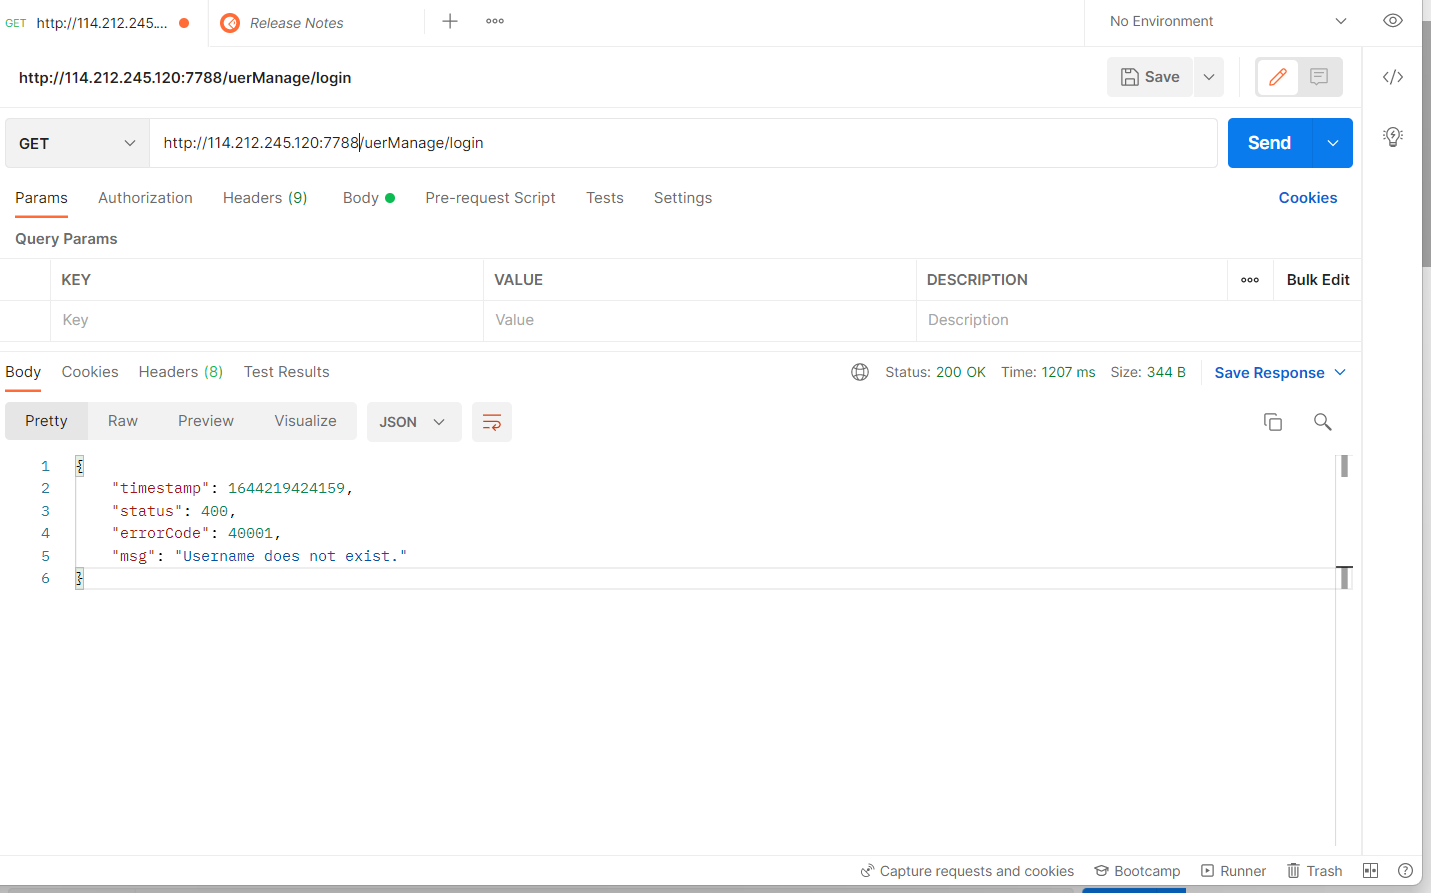 GET http://114.212.245.... Release Notes No Environment
http://114.212.245.120:7788/uerManage/login Save
GET http://114.212.245.120:7788/uerManage/login Send
Params Authorization Headers (9) Body Pre-request Script Tests Settings Cookies
Query Params
KEY VALUE DESCRIPTION Bulk Edit
Key Value Description
Body Cookies Headers (8) Test Results Status: 200 OK Time: 1207 ms Size: 344 B Save Response
Pretty Raw Preview Visualize JSON
1 {
2 "timestamp": 1644219424159,
3 "status": 400,
4 "errorCode": 40001,
5 "msg": "Username does not exist."
6 }
Capture requests and cookies Bootcamp Runner Trash